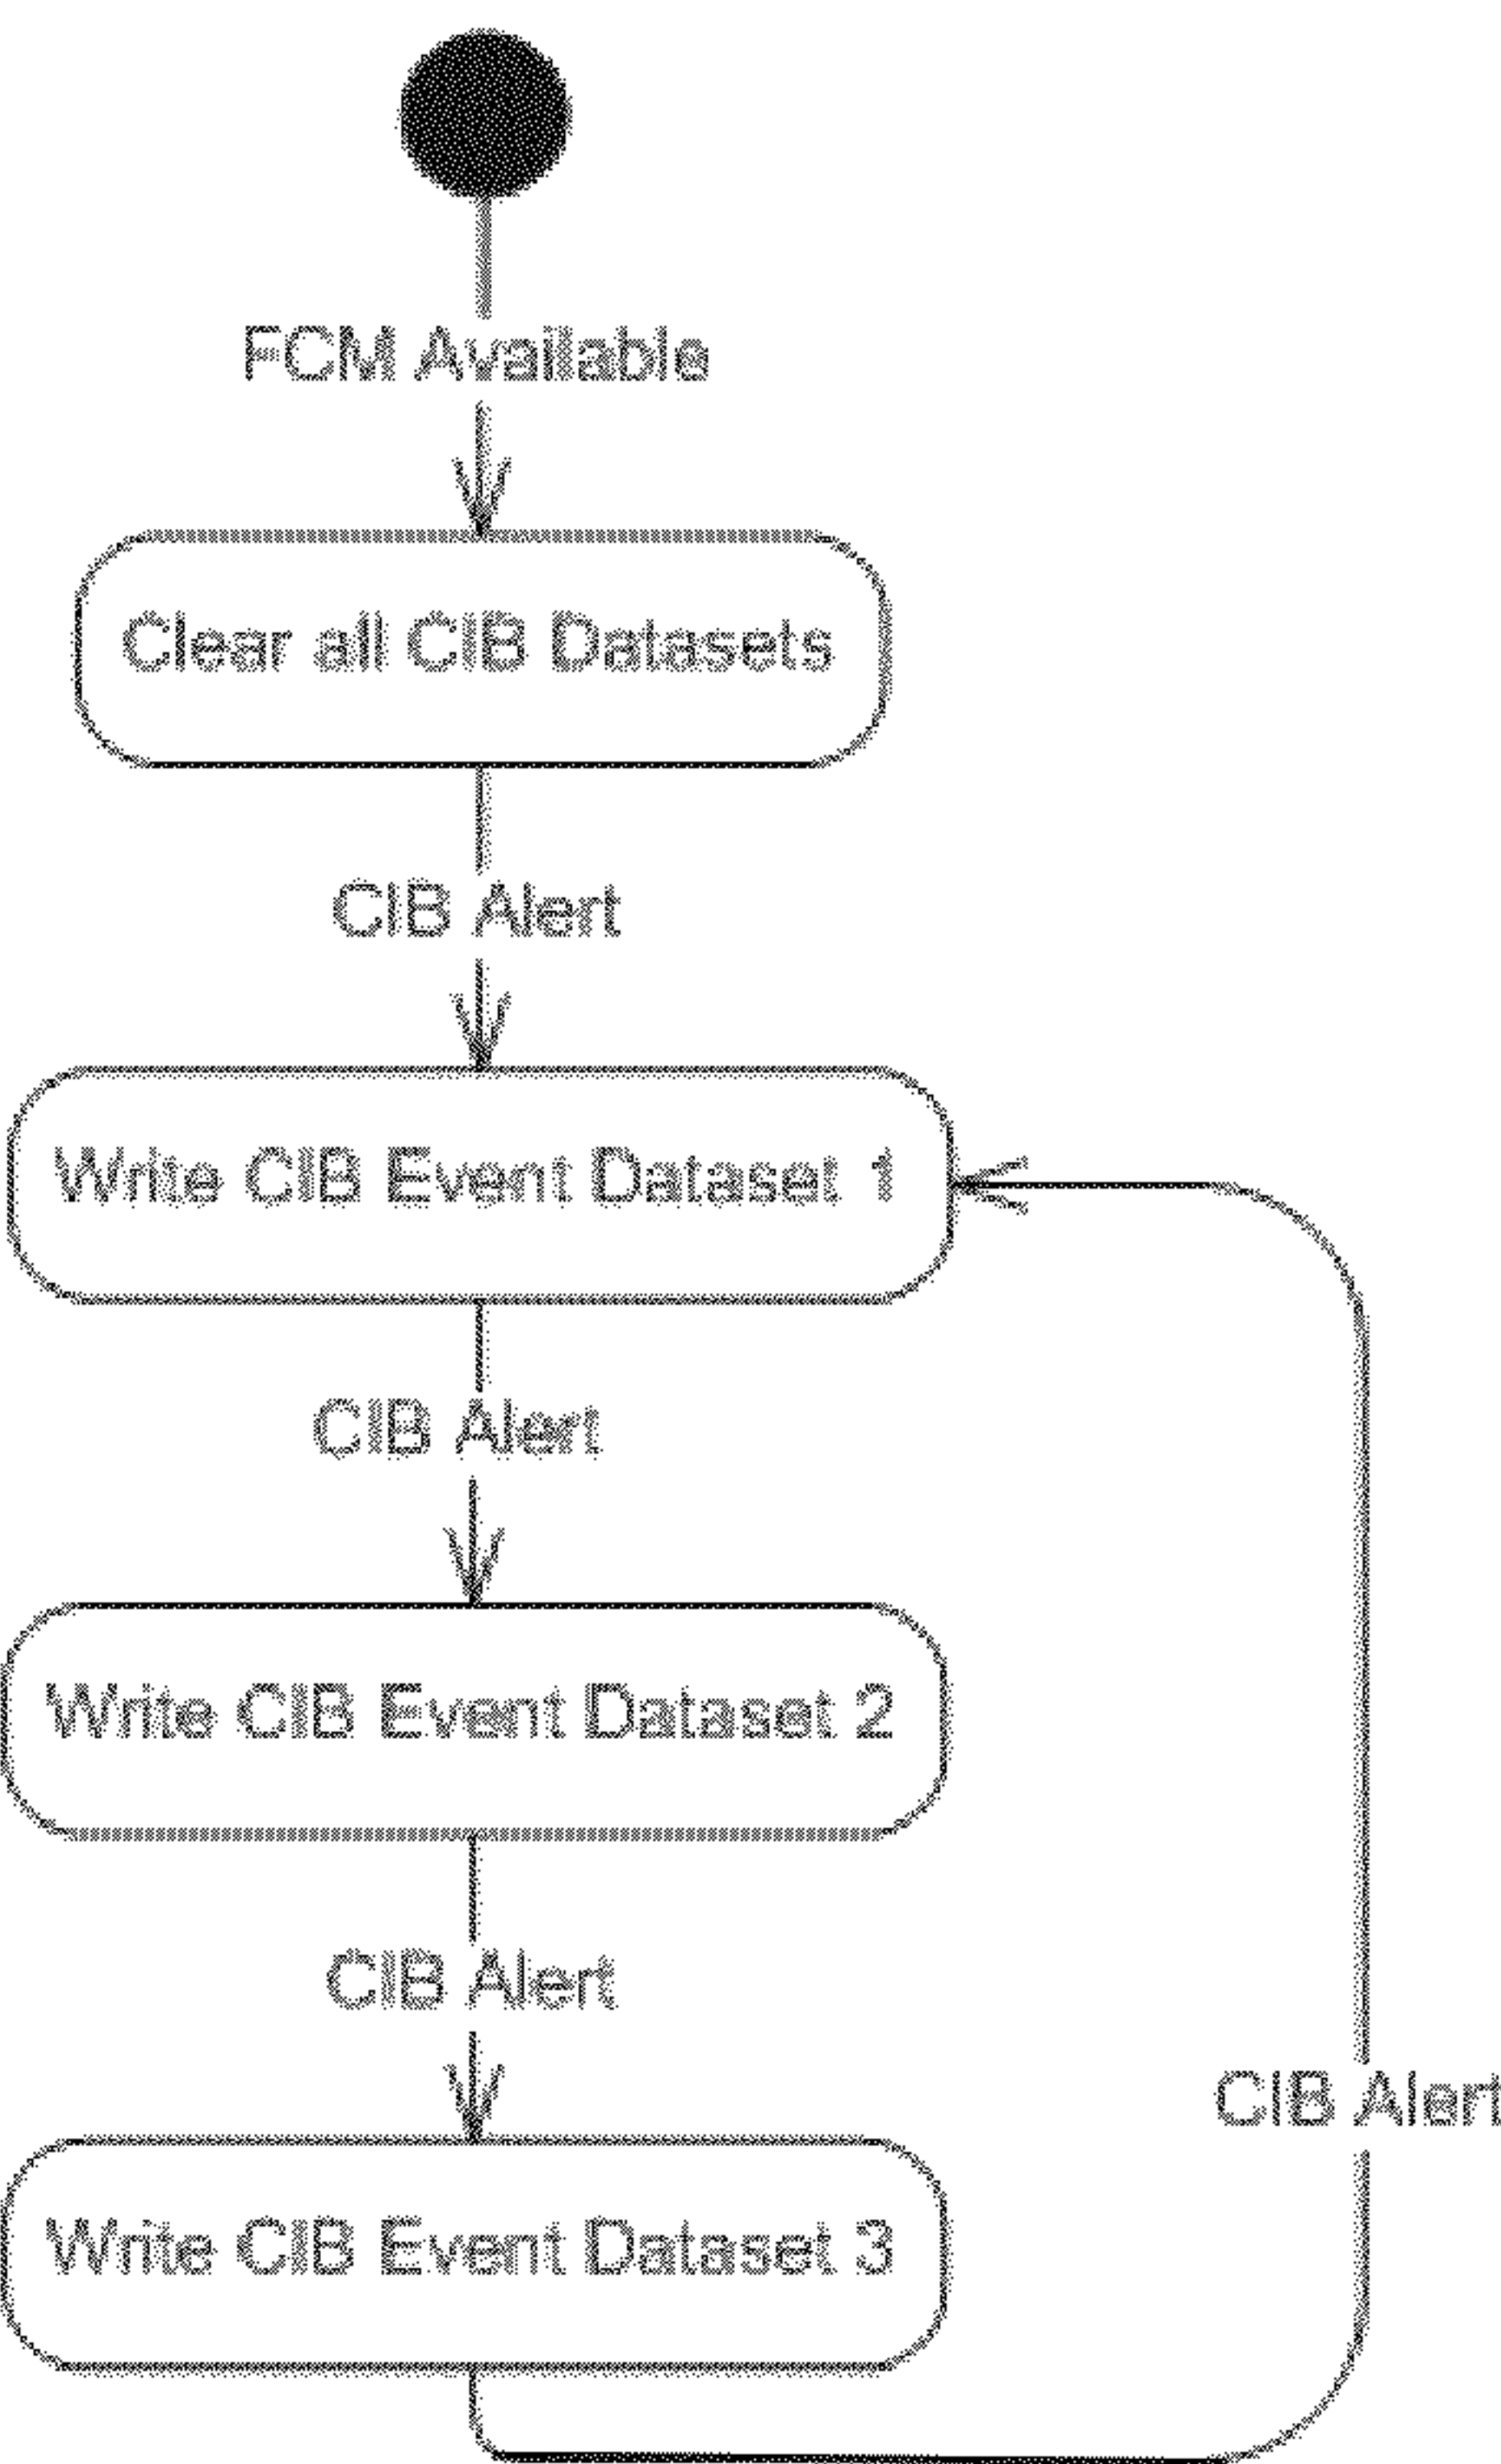 FCM Available
Clear all CIB Datasets
CIB Alert
Write CIB Event Dataset 1
CIB Alert
Write CIB Event Dataset 2
CIB Alert
CIB Alert
Write CIB Event Dataset 3